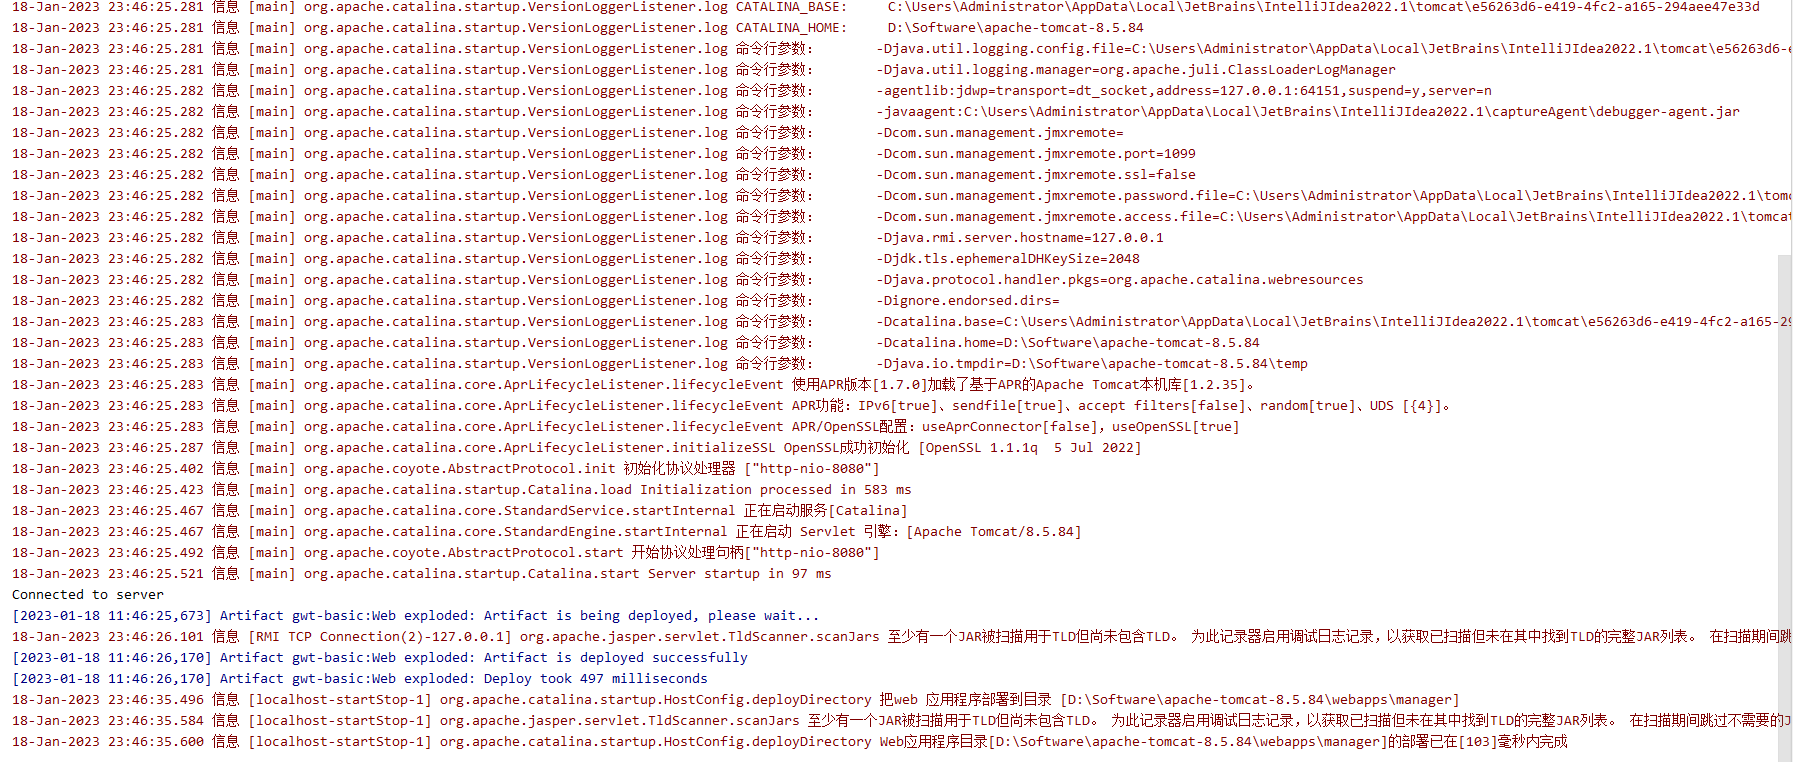 18-Jan-2023 23:46:25.281 信息 [main] org.apache.catalina.startup.VersionLoggerListener.log CATALINA_BASE:     C:\Users\Administrator\AppData\Local\JetBrains\IntelliJIdea2022.1\tomcat\e56263d6-e419-4fc2-a165-294aee47e33d
18-Jan-2023 23:46:25.281 信息 [main] org.apache.catalina.startup.VersionLoggerListener.log CATALINA_HOME:     D:\Software\apache-tomcat-8.5.84
18-Jan-2023 23:46:25.281 信息 [main] org.apache.catalina.startup.VersionLoggerListener.log 命令行参数:       -Djava.util.logging.config.file=C:\Users\Administrator\AppData\Local\JetBrains\IntelliJIdea2022.1\tomcat\e56263d6-e
18-Jan-2023 23:46:25.281 信息 [main] org.apache.catalina.startup.VersionLoggerListener.log 命令行参数:       -Djava.util.logging.manager=org.apache.juli.ClassLoaderLogManager
18-Jan-2023 23:46:25.282 信息 [main] org.apache.catalina.startup.VersionLoggerListener.log 命令行参数:       -agentlib:jdwp=transport=dt_socket,address=127.0.0.1:64151,suspend=y,server=n
18-Jan-2023 23:46:25.282 信息 [main] org.apache.catalina.startup.VersionLoggerListener.log 命令行参数:       -javaagent:C:\Users\Administrator\AppData\Local\JetBrains\IntelliJIdea2022.1\captureAgent\debugger-agent.jar
18-Jan-2023 23:46:25.282 信息 [main] org.apache.catalina.startup.VersionLoggerListener.log 命令行参数:       -Dcom.sun.management.jmxremote=
18-Jan-2023 23:46:25.282 信息 [main] org.apache.catalina.startup.VersionLoggerListener.log 命令行参数:       -Dcom.sun.management.jmxremote.port=1099
18-Jan-2023 23:46:25.282 信息 [main] org.apache.catalina.startup.VersionLoggerListener.log 命令行参数:       -Dcom.sun.management.jmxremote.ssl=false
18-Jan-2023 23:46:25.282 信息 [main] org.apache.catalina.startup.VersionLoggerListener.log 命令行参数:       -Dcom.sun.management.jmxremote.password.file=C:\Users\Administrator\AppData\Local\JetBrains\IntelliJIdea2022.1\tomc
18-Jan-2023 23:46:25.282 信息 [main] org.apache.catalina.startup.VersionLoggerListener.log 命令行参数:       -Dcom.sun.management.jmxremote.access.file=C:\Users\Administrator\AppData\Local\JetBrains\IntelliJIdea2022.1\tomcat
18-Jan-2023 23:46:25.282 信息 [main] org.apache.catalina.startup.VersionLoggerListener.log 命令行参数:       -Djava.rmi.server.hostname=127.0.0.1
18-Jan-2023 23:46:25.282 信息 [main] org.apache.catalina.startup.VersionLoggerListener.log 命令行参数:       -Djdk.tls.ephemeralDHKeySize=2048
18-Jan-2023 23:46:25.282 信息 [main] org.apache.catalina.startup.VersionLoggerListener.log 命令行参数:       -Djava.protocol.handler.pkgs=org.apache.catalina.webresources
18-Jan-2023 23:46:25.282 信息 [main] org.apache.catalina.startup.VersionLoggerListener.log 命令行参数:       -Dignore.endorsed.dirs=
18-Jan-2023 23:46:25.283 信息 [main] org.apache.catalina.startup.VersionLoggerListener.log 命令行参数:       -Dcatalina.base=C:\Users\Administrator\AppData\Local\JetBrains\IntelliJIdea2022.1\tomcat\e56263d6-e419-4fc2-a165-29
18-Jan-2023 23:46:25.283 信息 [main] org.apache.catalina.startup.VersionLoggerListener.log 命令行参数:       -Dcatalina.home=D:\Software\apache-tomcat-8.5.84
18-Jan-2023 23:46:25.283 信息 [main] org.apache.catalina.startup.VersionLoggerListener.log 命令行参数:       -Djava.io.tmpdir=D:\Software\apache-tomcat-8.5.84\temp
18-Jan-2023 23:46:25.283 信息 [main] org.apache.catalina.core.AprLifecycleListener.lifecycleEvent 使用APR版本[1.7.0]加载了基于APR的Apache Tomcat本机库[1.2.35]。
18-Jan-2023 23:46:25.283 信息 [main] org.apache.catalina.core.AprLifecycleListener.lifecycleEvent APR功能：IPv6[true]、sendfile[true]、accept filters[false]、random[true]、UDS [{4}]。
18-Jan-2023 23:46:25.283 信息 [main] org.apache.catalina.core.AprLifecycleListener.lifecycleEvent APR/OpenSSL配置：useAprConnector[false]，useOpenSSL[true]
18-Jan-2023 23:46:25.287 信息 [main] org.apache.catalina.core.AprLifecycleListener.initializeSSL OpenSSL成功初始化 [OpenSSL 1.1.1q  5 Jul 2022]
18-Jan-2023 23:46:25.402 信息 [main] org.apache.coyote.AbstractProtocol.init 初始化协议处理器 ["http-nio-8080"]
18-Jan-2023 23:46:25.423 信息 [main] org.apache.catalina.startup.Catalina.load Initialization processed in 583 ms
18-Jan-2023 23:46:25.467 信息 [main] org.apache.catalina.core.StandardService.startInternal 正在启动服务[Catalina]
18-Jan-2023 23:46:25.467 信息 [main] org.apache.catalina.core.StandardEngine.startInternal 正在启动 Servlet 引擎：[Apache Tomcat/8.5.84]
18-Jan-2023 23:46:25.492 信息 [main] org.apache.coyote.AbstractProtocol.start 开始协议处理句柄["http-nio-8080"]
18-Jan-2023 23:46:25.521 信息 [main] org.apache.catalina.startup.Catalina.start Server startup in 97 ms
Connected to server
[2023-01-18 11:46:25,673] Artifact gwt-basic:Web exploded: Artifact is being deployed, please wait...
18-Jan-2023 23:46:26.101 信息 [RMI TCP Connection(2)-127.0.0.1] org.apache.jasper.servlet.TldScanner.scanJars 至少有一个JAR被扫描用于TLD但尚未包含TLD。 为此记录器启用调试日志记录，以获取已扫描但未在其中找到TLD的完整JAR列表。 在扫描期间跳
[2023-01-18 11:46:26,170] Artifact gwt-basic:Web exploded: Artifact is deployed successfully
[2023-01-18 11:46:26,170] Artifact gwt-basic:Web exploded: Deploy took 497 milliseconds
18-Jan-2023 23:46:35.496 信息 [localhost-startStop-1] org.apache.catalina.startup.HostConfig.deployDirectory 把web 应用程序部署到目录 [D:\Software\apache-tomcat-8.5.84\webapps\manager]
18-Jan-2023 23:46:35.584 信息 [localhost-startStop-1] org.apache.jasper.servlet.TldScanner.scanJars 至少有一个JAR被扫描用于TLD但尚未包含TLD。 为此记录器启用调试日志记录，以获取已扫描但未在其中找到TLD的完整JAR列表。 在扫描期间跳过不需要的J
18-Jan-2023 23:46:35.600 信息 [localhost-startStop-1] org.apache.catalina.startup.HostConfig.deployDirectory Web应用程序目录[D:\Software\apache-tomcat-8.5.84\webapps\manager]的部署已在[103]毫秒内完成